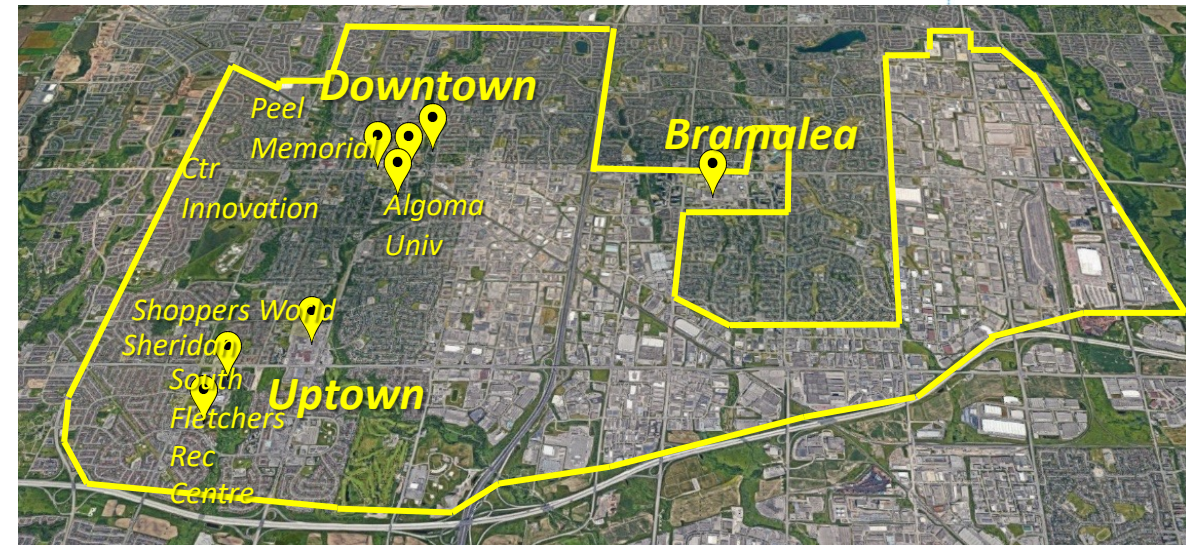 Downtown
Peel
Memorial
Bramalea
Ctr
Innovation
Algoma
Univ
Shoppers World
Sheridan
South
Fletchers
Rec
Centre
Uptown